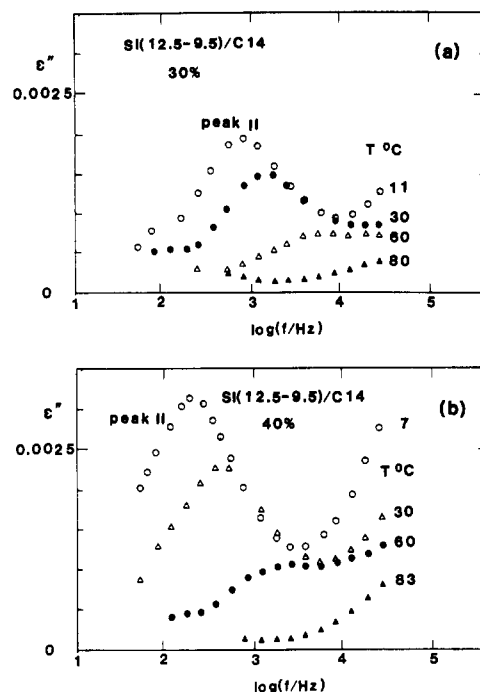 (a)
SI(12.5-9.5)/C14
30%
ε"
0.0025
peak II
T °C
11
30
60
80
0
1 2 3 4 5
log(f/Hz)
(b)
SI(12.5-9.5)/C14
40%
peak II
7
ε"
0.0025
T °C
30
60
83
0
1 2 3 4 5
log(f/Hz)